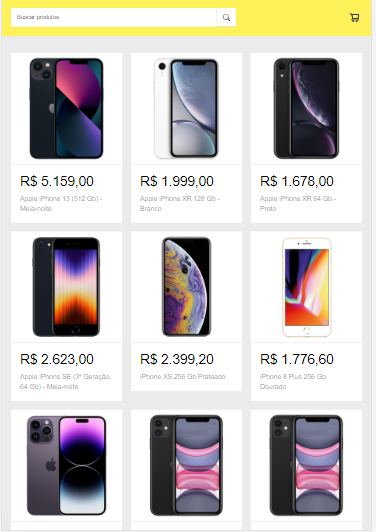 Buscar produtos
R$ 5.159,00
Apple iPhone 13 (512 Gb) -
Meia-noite
R$ 1.999,00
Apple iPhone XR 128 Gb -
Branco
R$ 1.678,00
Apple iPhone XR 64 Gb -
Preto
R$ 2.623,00
Apple iPhone SE (3ª Geração,
64 Gb) - Meia-noite
R$ 2.399,20
iPhone XS 256 Gb Prateado
R$ 1.776,60
iPhone 8 Plus 256 Gb
Dourado